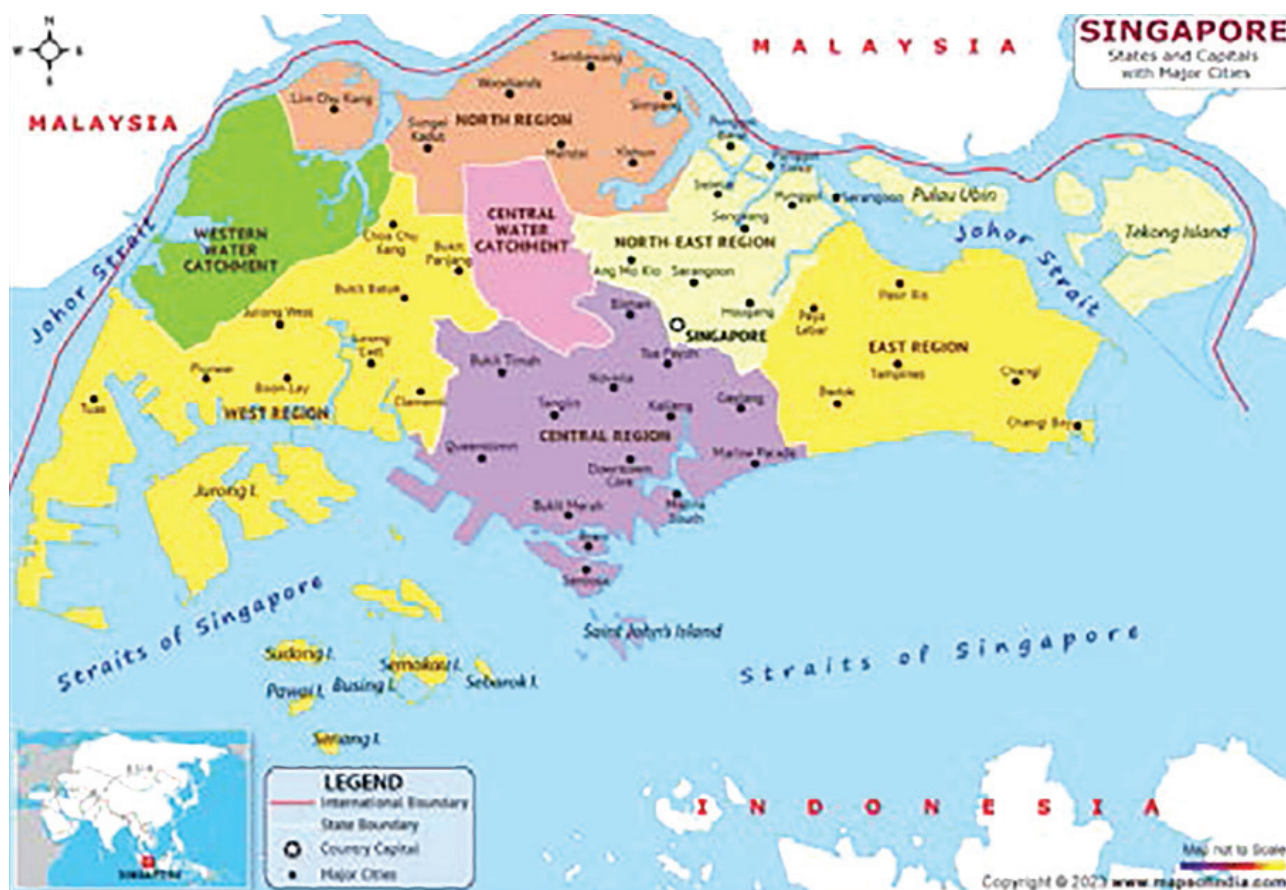 N
W
S
MALAYSIA
SINGAPORE
States and Capitals
with Major Cities
MALAYSIA
Lim Chu Kang
Sembawang
Woodlands
Simpang
NORTH REGION
Sungei
Kadut
Mandai
Yishun
Punggol
Seletar
Punggol
Serangoon
Pulau Ubin
Sengkang
Tekong Island
Johor Strait
WESTERN
WATER
CATCHMENT
Choa Chu
Kang
Bukit
Panjang
CENTRAL
WATER
CATCHMENT
NORTH-EAST REGION
Ang Mo Kio
Serangoon
Hougang
Johor Strait
Bukit Batok
Jurong West
Jurong
East
Pioneer
Boon Lay
Clementi
Tuas
WEST REGION
Bishan
SINGAPORE
Toa Payoh
Bukit Timah
Novena
Tanglin
Kallang
Geylang
CENTRAL REGION
Queenstown
Downtown
Core
Marine Parade
Bukit Merah
Marina
South
Paya
Lebar
Pasir Ris
EAST REGION
Tampines
Bedok
Changi
Changi Bay
Jurong I.
Brani
Sentosa
Saint John's Island
Straits of Singapore
Straits of Singapore
Sudong I.
Pawai I.
Busing I.
Semakau I.
Sebarok I.
Senang I.
SINGAPORE
LEGEND
International Boundary
State Boundary
Country Capital
Major Cities
INDONESIA
Map not to Scale
www.mapsofindia.com